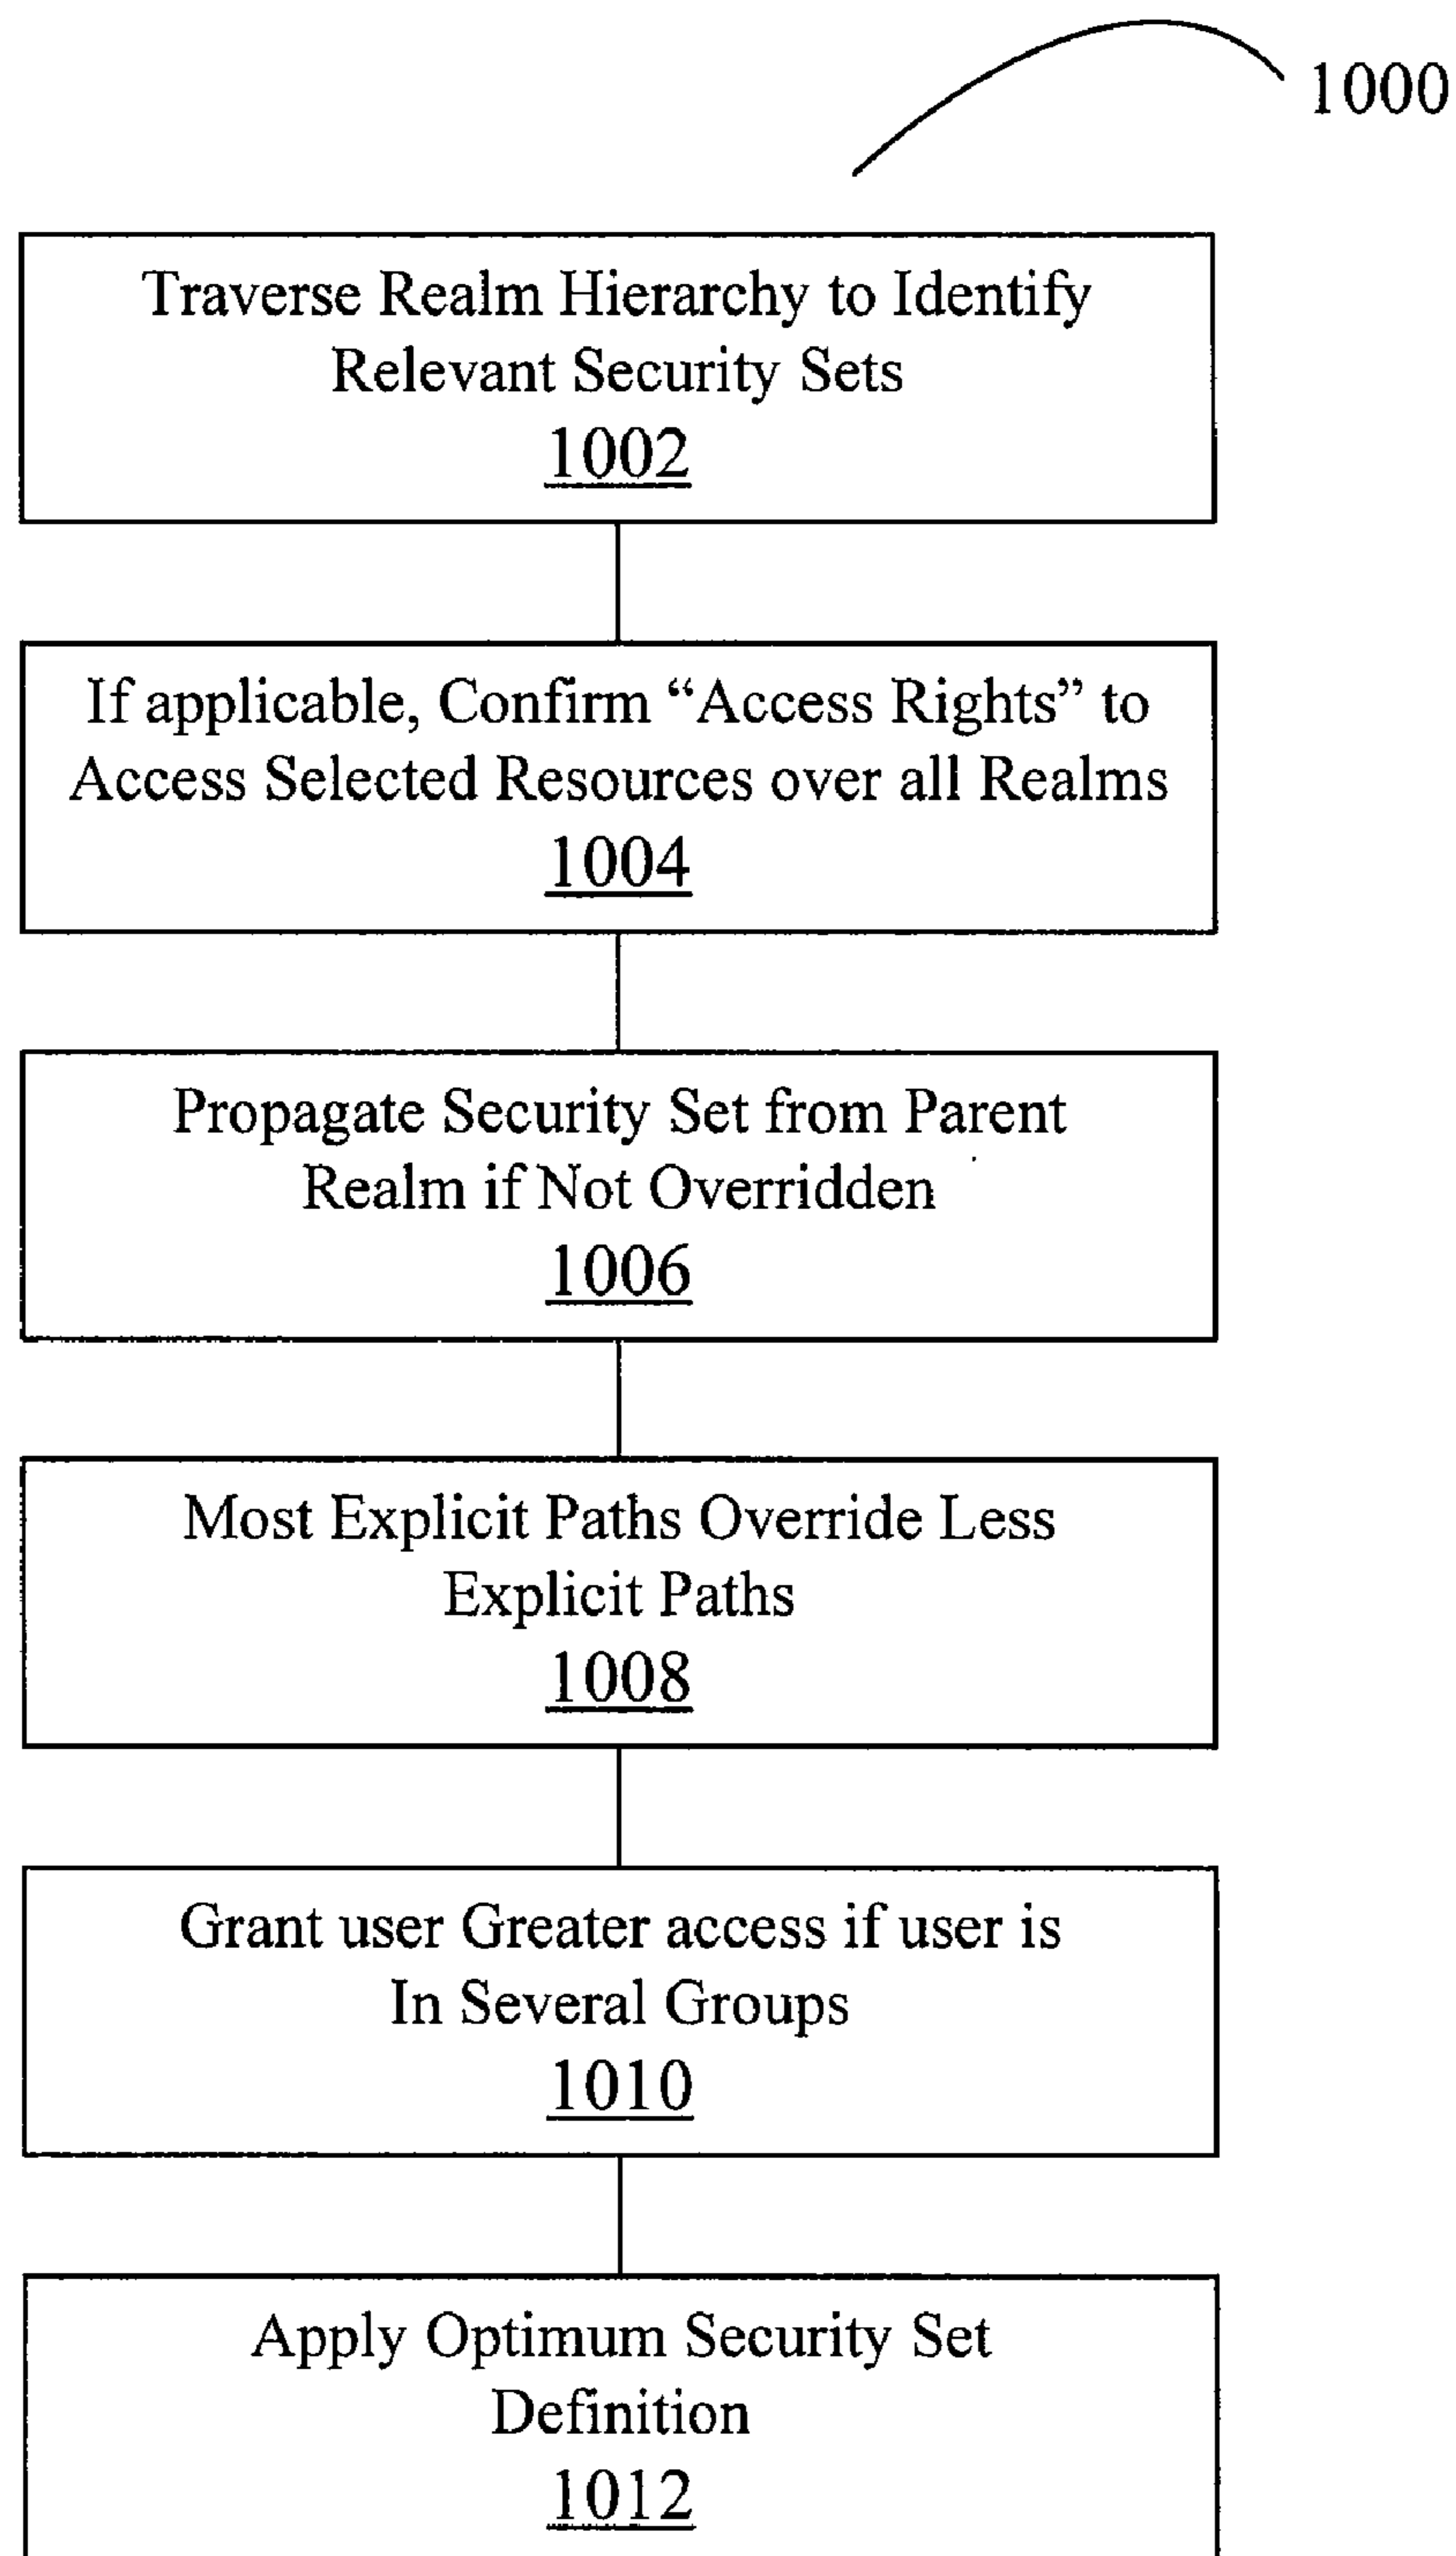 1000
Traverse Realm Hierarchy to Identify
Relevant Security Sets
1002
If applicable, Confirm “Access Rights” to
Access Selected Resources over all Realms
1004
Propagate Security Set from Parent
Realm if Not Overridden
1006
Most Explicit Paths Override Less
Explicit Paths
1008
Grant user Greater access if user is
In Several Groups
1010
Apply Optimum Security Set
Definition
1012